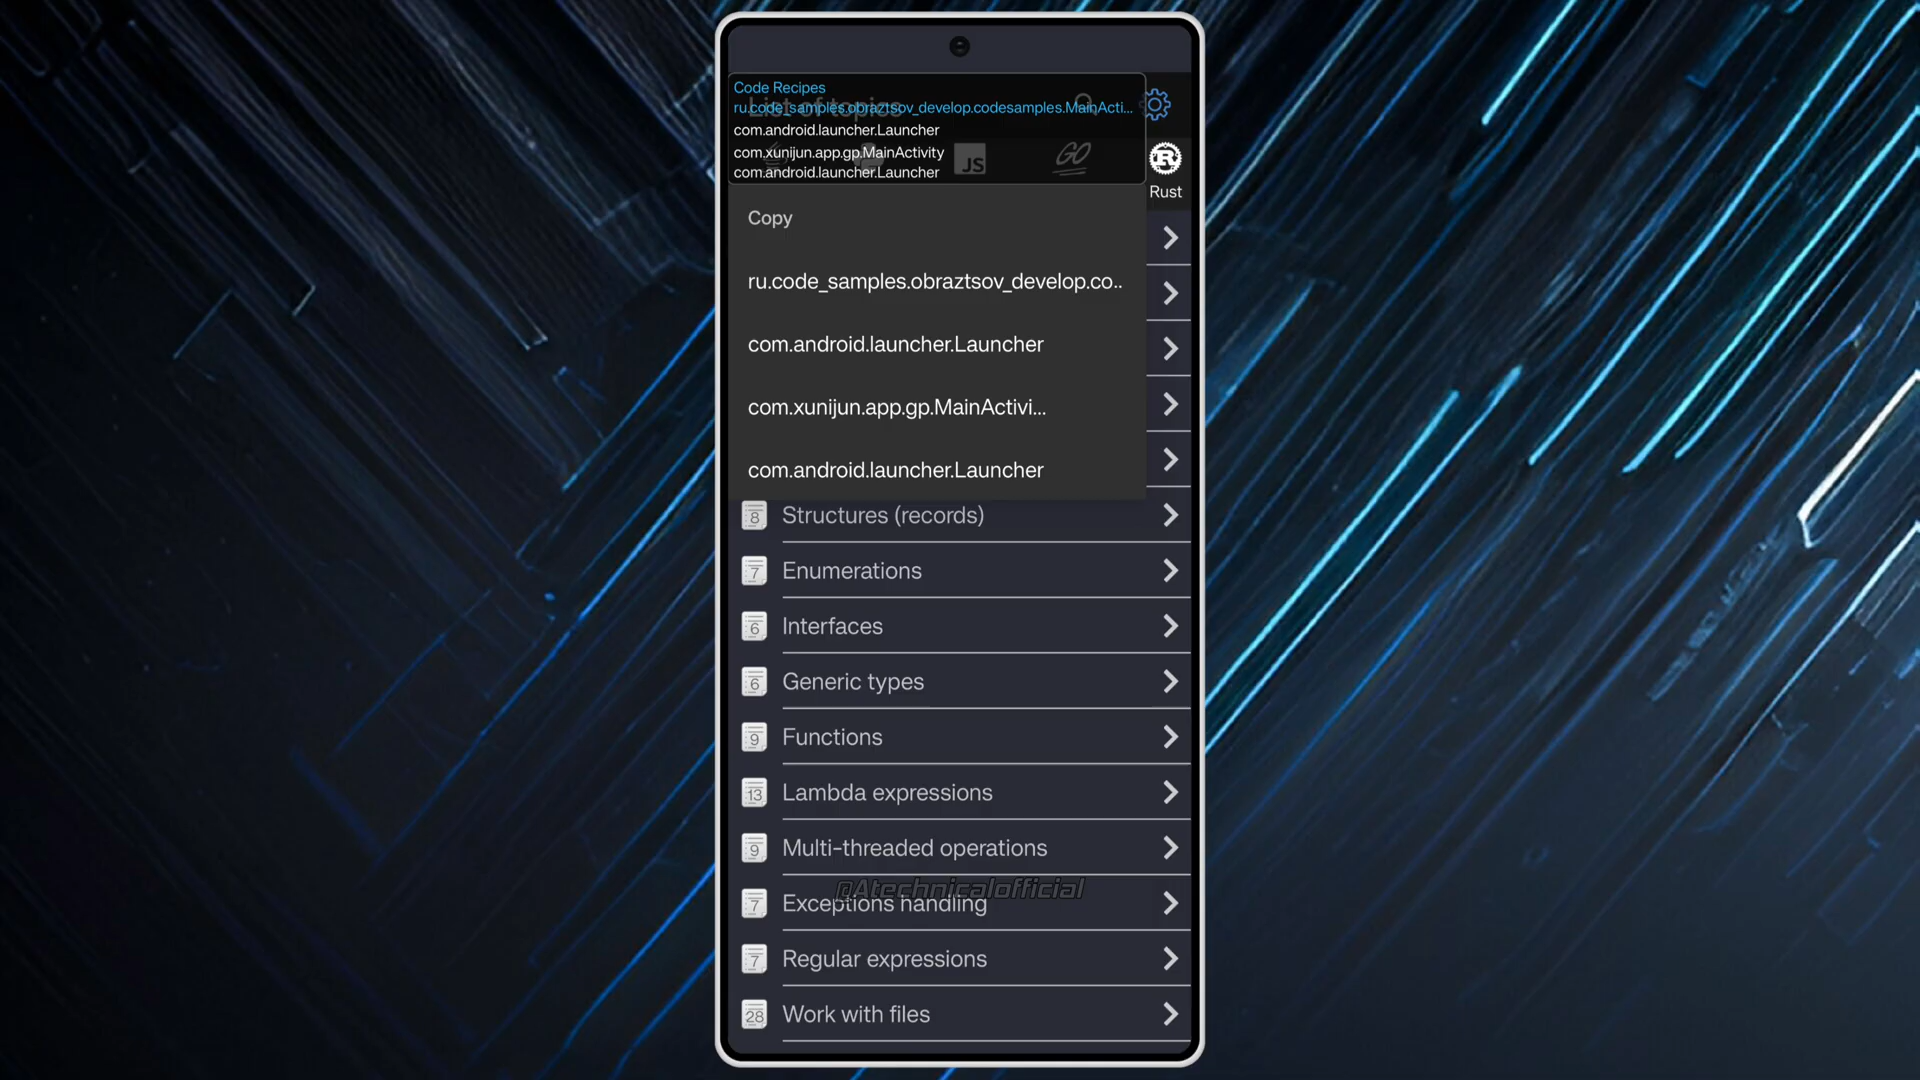 Code Recipes
List of topics
ru.code_samples.obraztsov_develop.codesamples.MainActi...
com.android.launcher.Launcher
com.xunijun.app.gp.MainActivity
com.android.launcher.Launcher
JS
GO
R
Rust
Copy
ru.code_samples.obraztsov_develop.co..
com.android.launcher.Launcher
com.xunijun.app.gp.MainActivi...
com.android.launcher.Launcher
8 Structures (records)
7 Enumerations
6 Interfaces
6 Generic types
9 Functions
13 Lambda expressions
9 Multi-threaded operations
@Atechnicalofficial
7 Exceptions handling
7 Regular expressions
28 Work with files